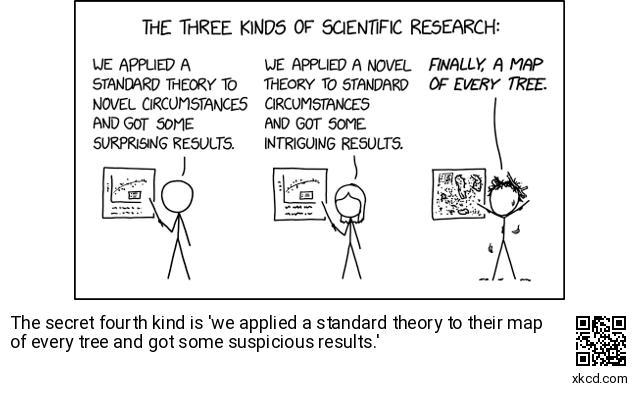 THE THREE KINDS OF SCIENTIFIC RESEARCH:
WE APPLIED A
STANDARD THEORY TO
NOVEL CIRCUMSTANCES
AND GOT SOME
SURPRISING RESULTS.
WE APPLIED A NOVEL
THEORY TO STANDARD
CIRCUMSTANCES
AND GOT SOME
INTRIGUING RESULTS.
FINALLY, A MAP
OF EVERY TREE.
The secret fourth kind is 'we applied a standard theory to their map
of every tree and got some suspicious results.'
xkcd.com